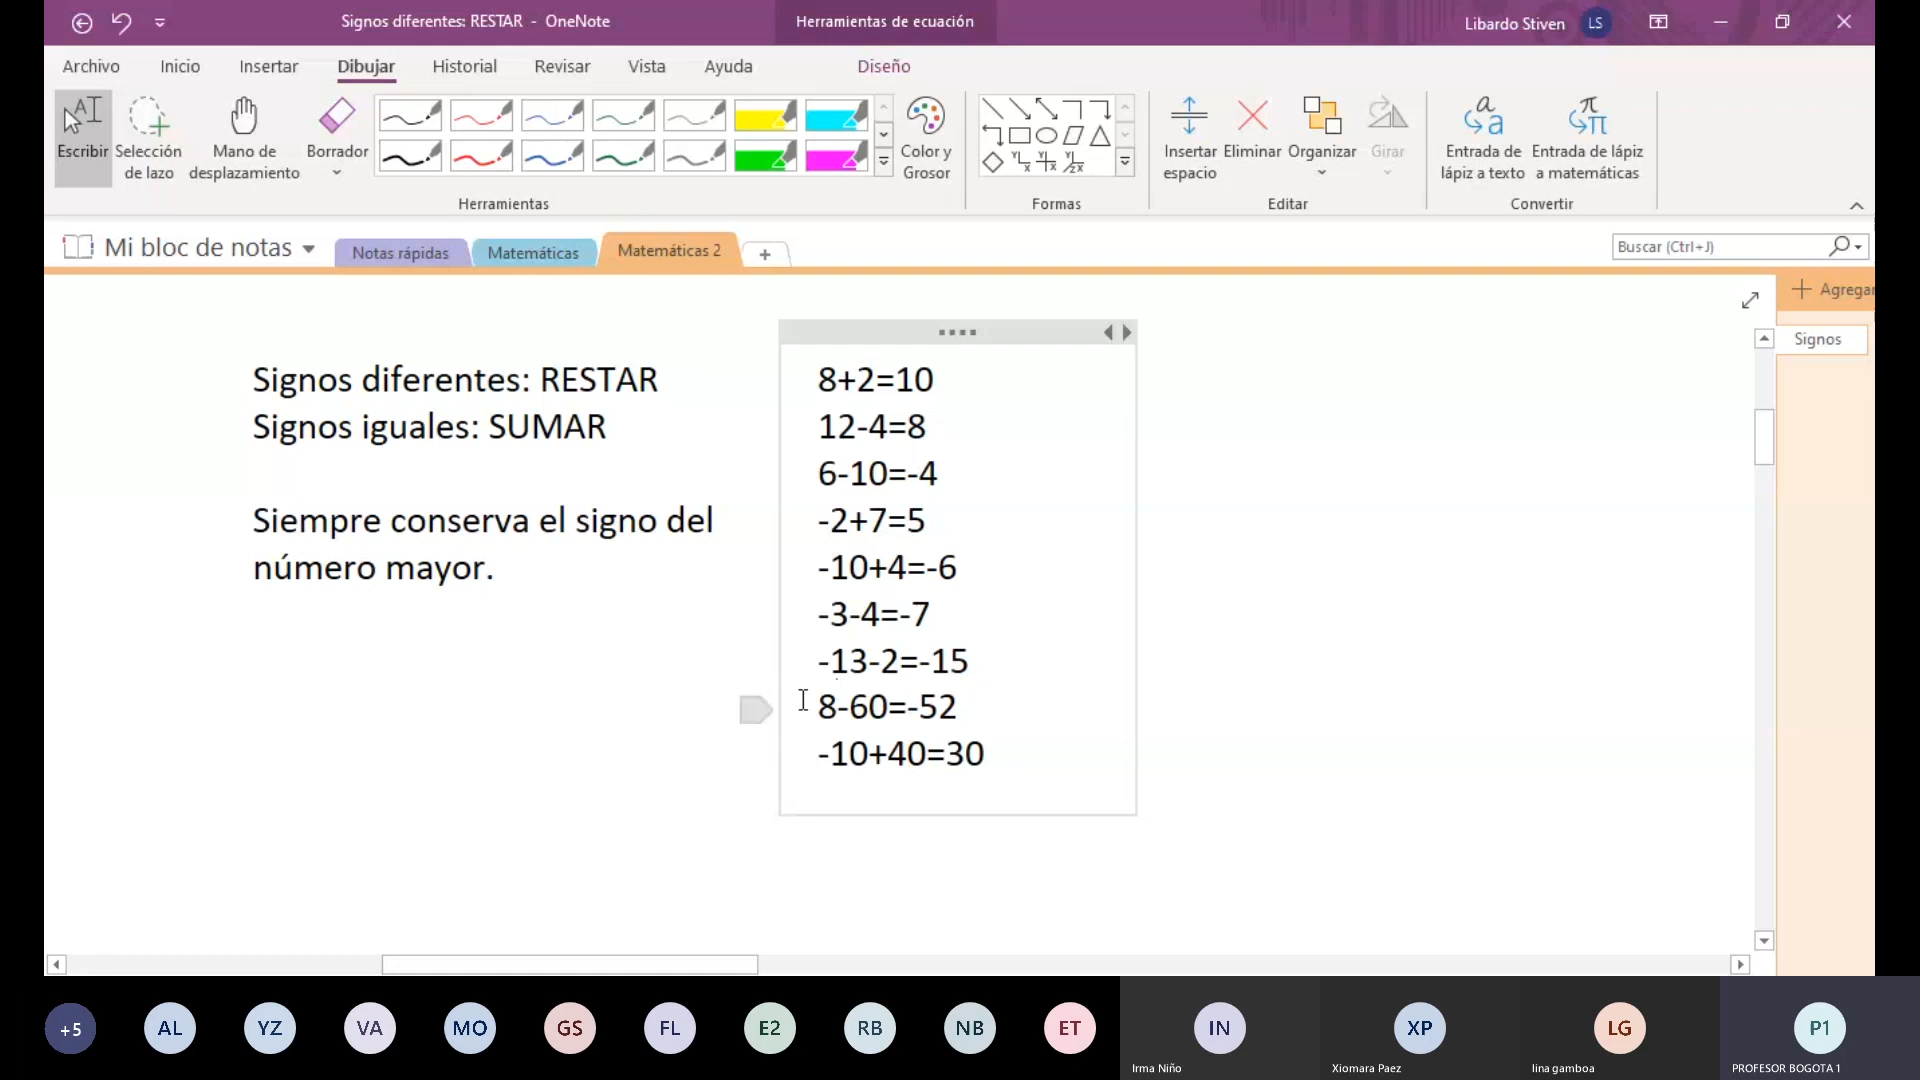 Signos diferentes: RESTAR - OneNote
Herramientas de ecuación
Libardo Stiven LS
Archivo Inicio Insertar Dibujar Historial Revisar Vista Ayuda Diseño
Escribir
Selección de lazo
Mano de desplazamiento
Borrador
Color y Grosor
Insertar espacio
Eliminar
Organizar
Girar
Entrada de lápiz a texto
Entrada de lápiz a matemáticas
Herramientas Formas Editar Convertir
Mi bloc de notas
Notas rápidas
Matemáticas
Matemáticas 2
Buscar (Ctrl+J)
Agregar
Signos
Signos diferentes: RESTAR
Signos iguales: SUMAR
Siempre conserva el signo del
número mayor.
8+2=10
12-4=8
6-10=-4
-2+7=5
-10+4=-6
-3-4=-7
-13-2=-15
8-60=-52
-10+40=30
+5 AL YZ VA MO GS FL E2 RB NB ET IN XP LG P1
Irma Niño
Xiomara Paez
lina gamboa
PROFESOR BOGOTA 1